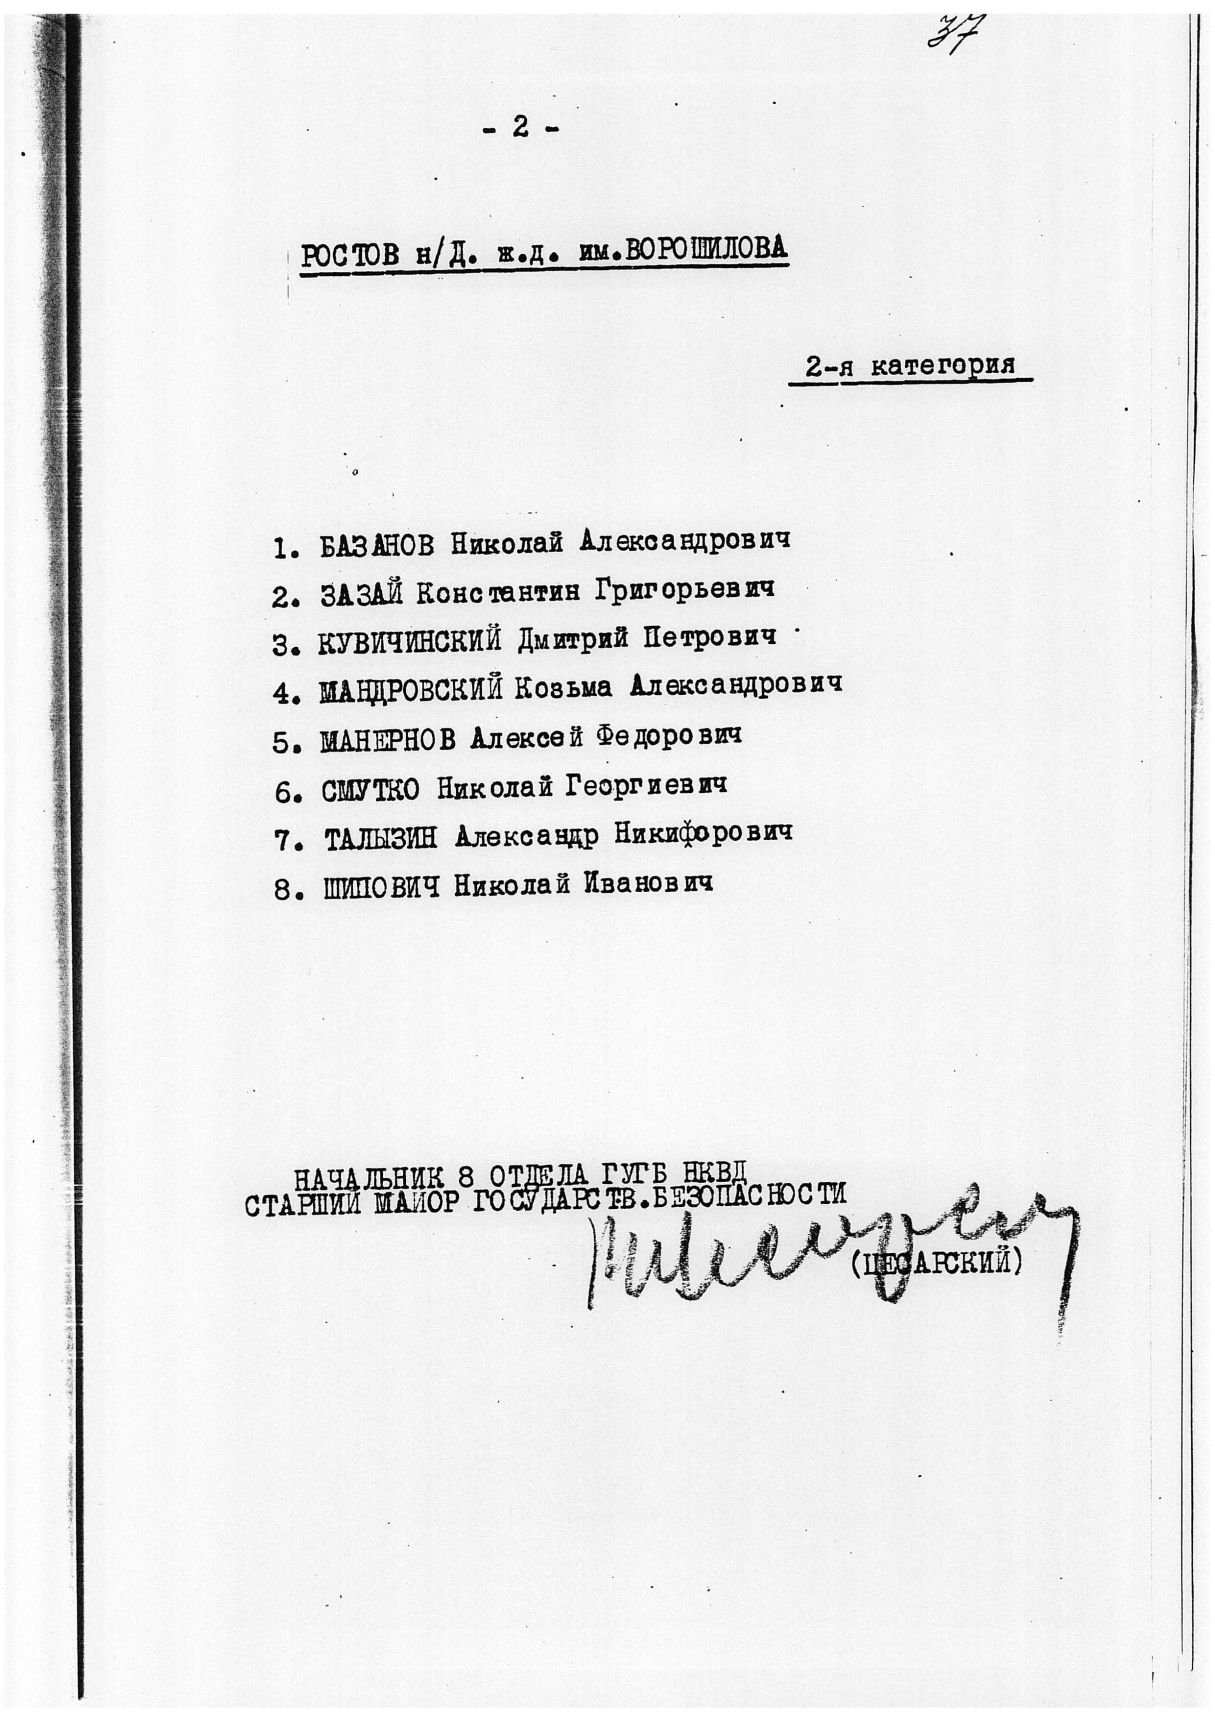 37
- 2 -
РОСТОВ н/Д. ж.д. им.ВОРОШИЛОВА
2-я категория
1. БАЗАНОВ Николай Александрович
2. ЗАЗАЙ Константин Григорьевич
3. КУВИЧИНСКИЙ Дмитрий Петрович
4. МАНДРОВСКИЙ Козьма Александрович
5. МАНЕРНОВ Алексей Федорович
6. СМУТКО Николай Георгиевич
7. ТАЛЫЗИН Александр Никифорович
8. ШИПОВИЧ Николай Иванович
НАЧАЛЬНИК 8 ОТДЕЛА ГУГБ НКВД
СТАРШИЙ МАЙОР ГОСУДАРСТВ.БЕЗОПАСНОСТИ
(ЦЕСАРСКИЙ)